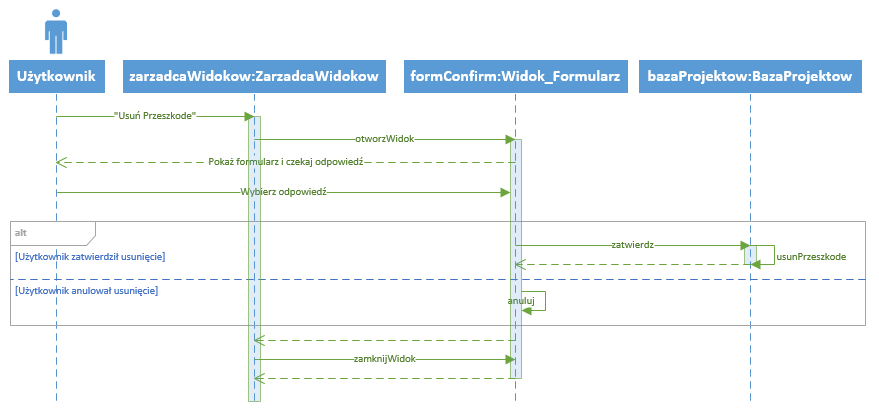 Użytkownik
zarzadcaWidokow:ZarzadcaWidokow
formConfirm:Widok_Formularz
bazaProjektow:BazaProjektow
"Usuń Przeszkode"
otworzWidok
Pokaż formularz i czekaj odpowiedź
Wybierz odpowiedź
alt
zatwierdz
[Użytkownik zatwierdził usunięcie]
usunPrzeszkode
[Użytkownik anulował usunięcie]
anuluj
zamknijWidok